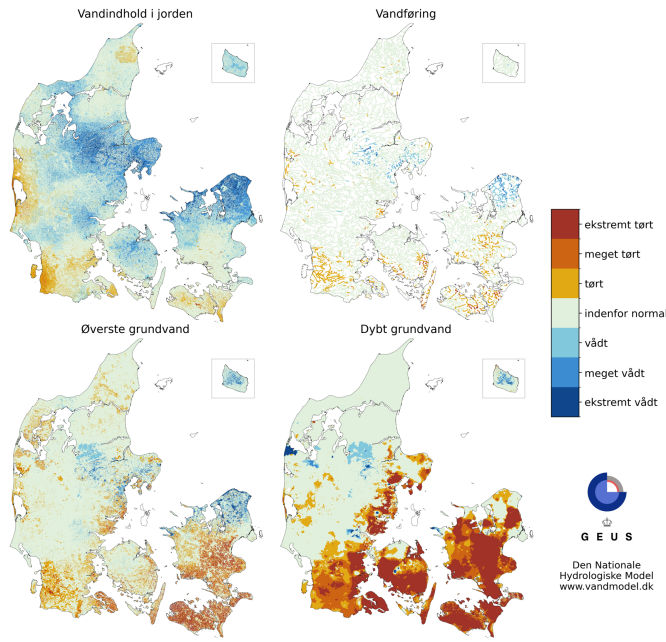 Vandindhold i jorden
Vandføring
ekstremt tørt
meget tørt
tørt
indenfor normal
vådt
meget vådt
ekstremt vådt
Øverste grundvand
Dybt grundvand
G E U S
Den Nationale
Hydrologiske Model
www.vandmodel.dk